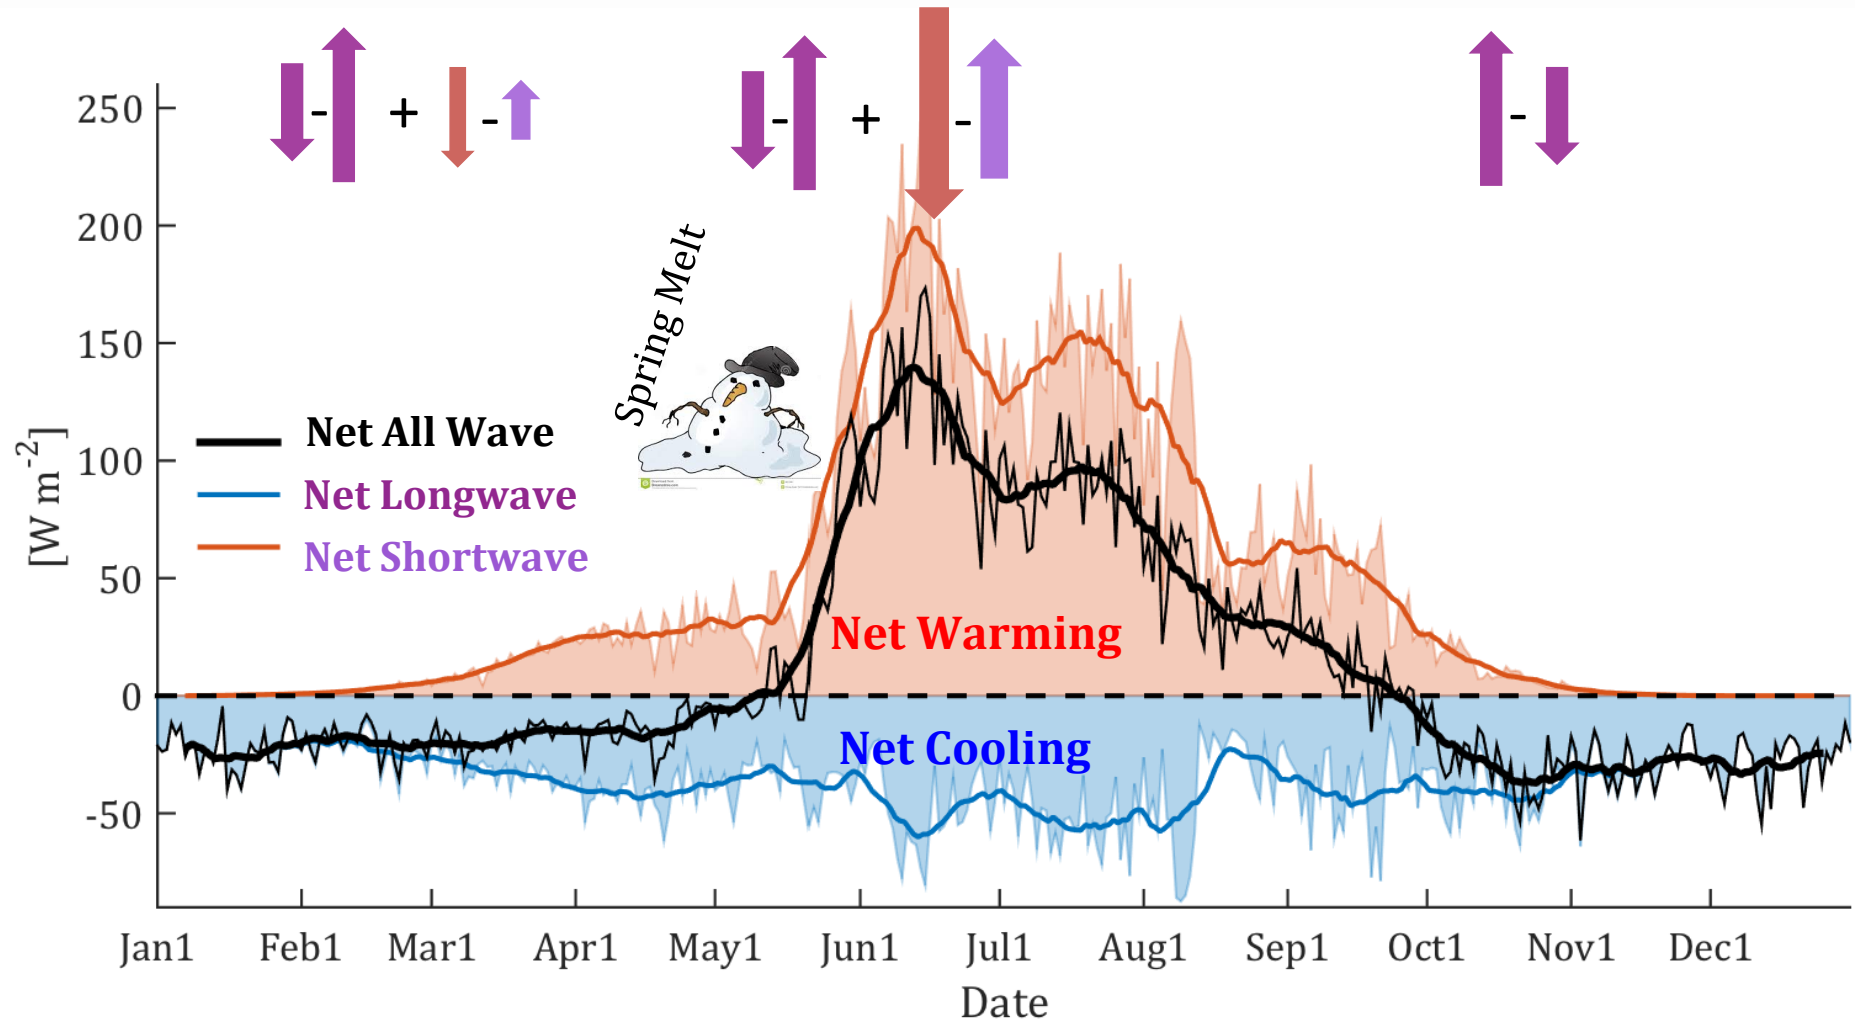 - + -
- + -
-
250
200
150
100
50
0
-50
[W m-2]
Spring Melt
Net All Wave
Net Longwave
Net Shortwave
Net Warming
Net Cooling
Jan1 Feb1 Mar1 Apr1 May1 Jun1 Jul1 Aug1 Sep1 Oct1 Nov1 Dec1
Date